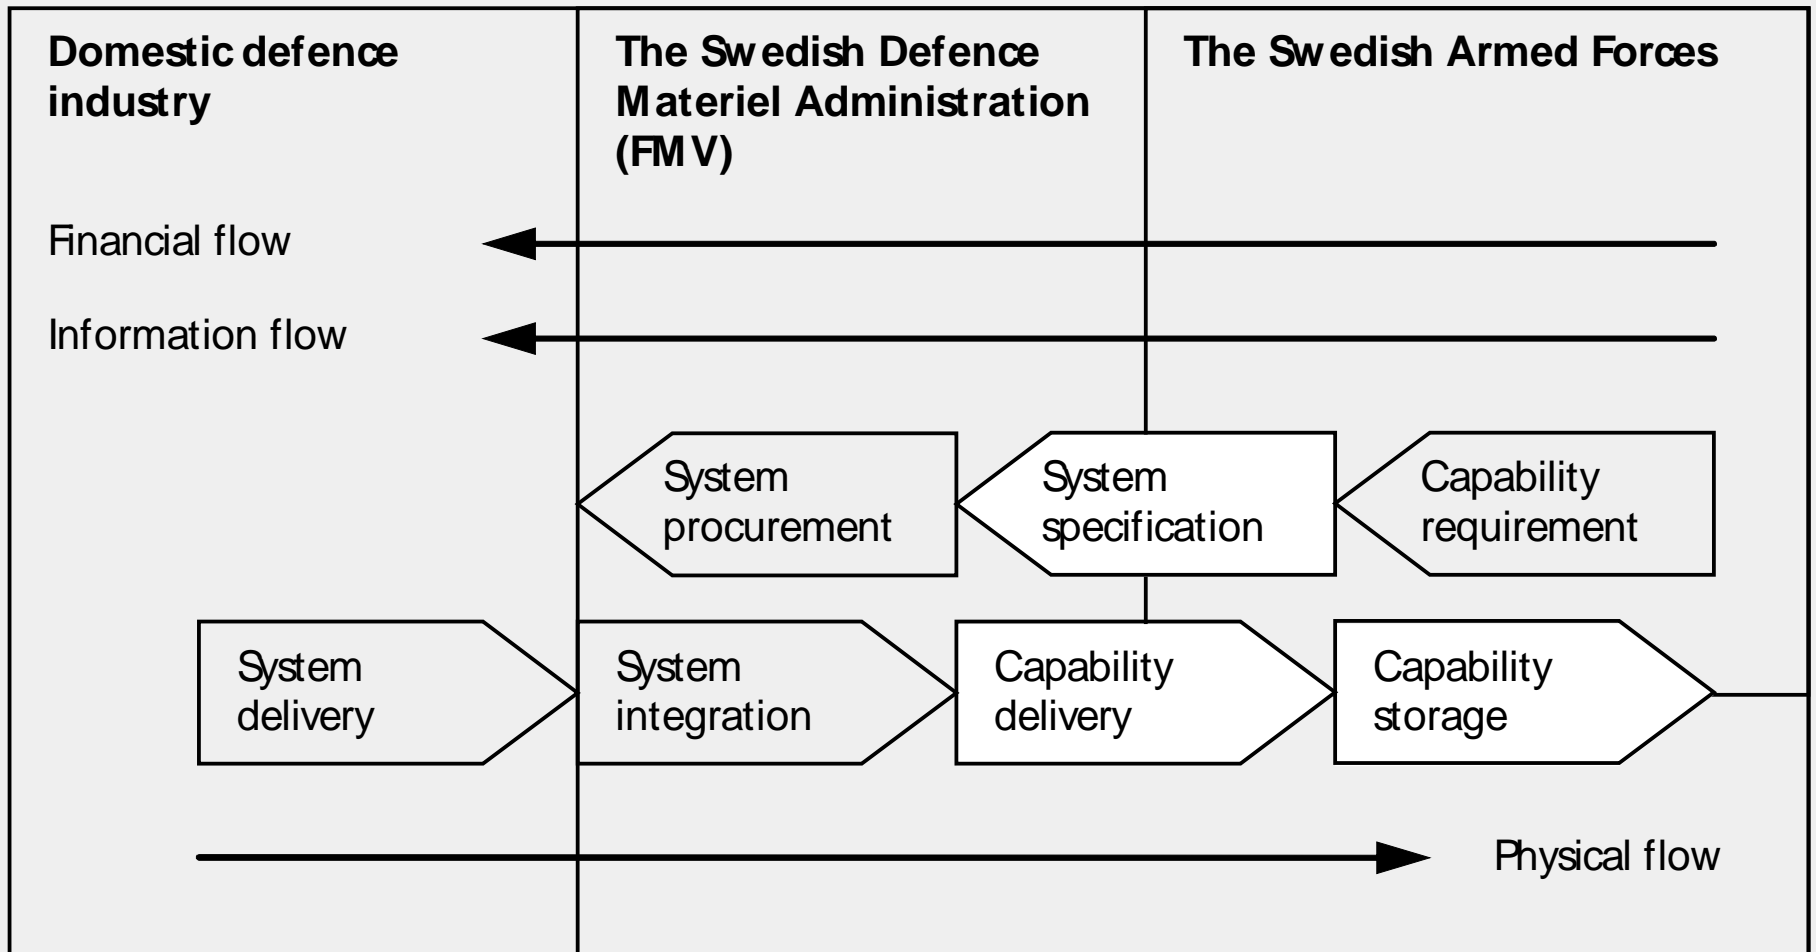 Domestic defence
industry
The Swedish Defence
Materiel Administration
(FMV)
The Swedish Armed Forces
Financial flow
Information flow
System
procurement
System
specification
Capability
requirement
System
delivery
System
integration
Capability
delivery
Capability
storage
Physical flow